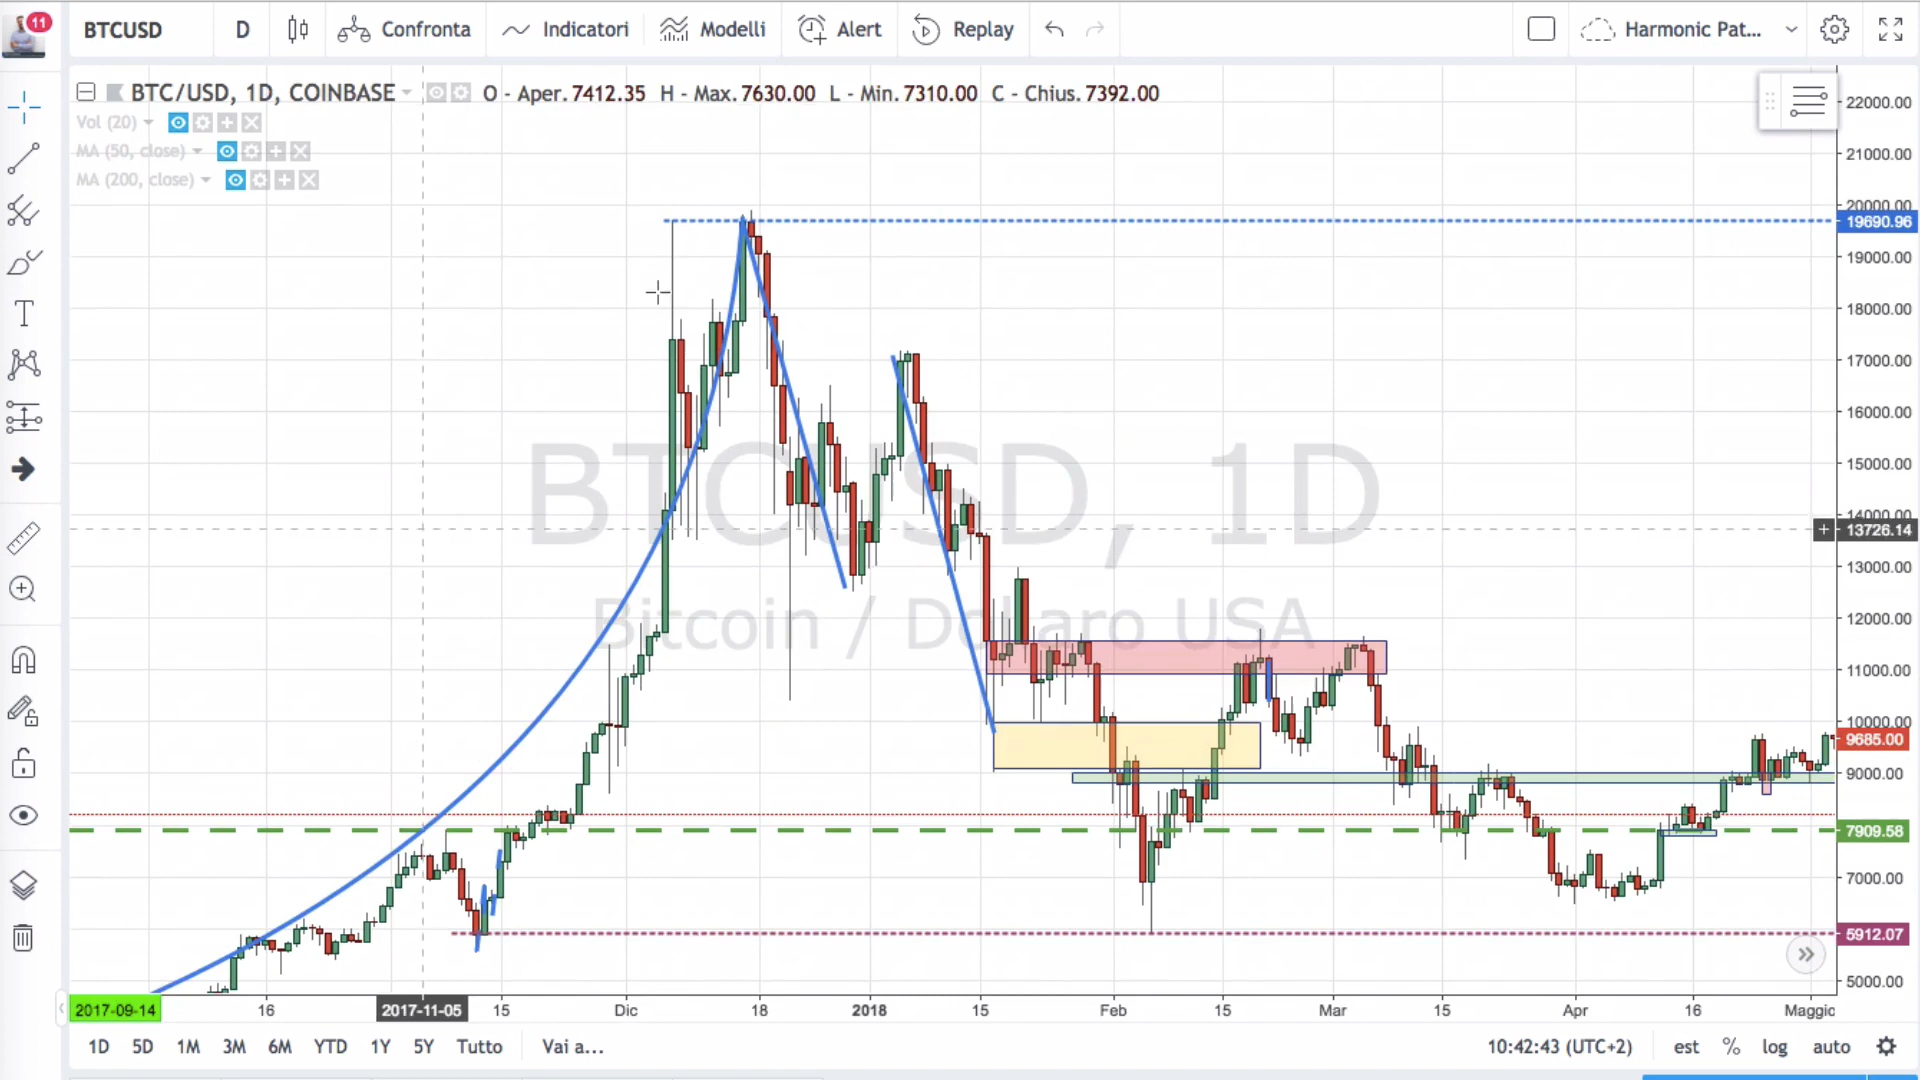 11
BTCUSD
D
Confronta
Indicatori
Modelli
Alert
Replay
Harmonic Pat...
BTC/USD, 1D, COINBASE
O - Aper. 7412.35 H - Max. 7630.00 L - Min. 7310.00 C - Chius. 7392.00
Vol (20)
MA (50, close)
MA (200, close)
22000.00
21000.00
20000.00
19690.96
19000.00
18000.00
17000.00
16000.00
15000.00
14000.00
13726.14
13000.00
12000.00
11000.00
10000.00
9685.00
9000.00
7909.58
7000.00
5912.07
5000.00
BTCUSD, 1D
Bitcoin / Dollaro USA
2017-09-14
16
2017-11-05
15
Dic
18
2018
15
Feb
15
Mar
15
Apr
16
Maggio
1D 5D 1M 3M 6M YTD 1Y 5Y Tutto Vai a...
10:42:43 (UTC+2) est % log auto